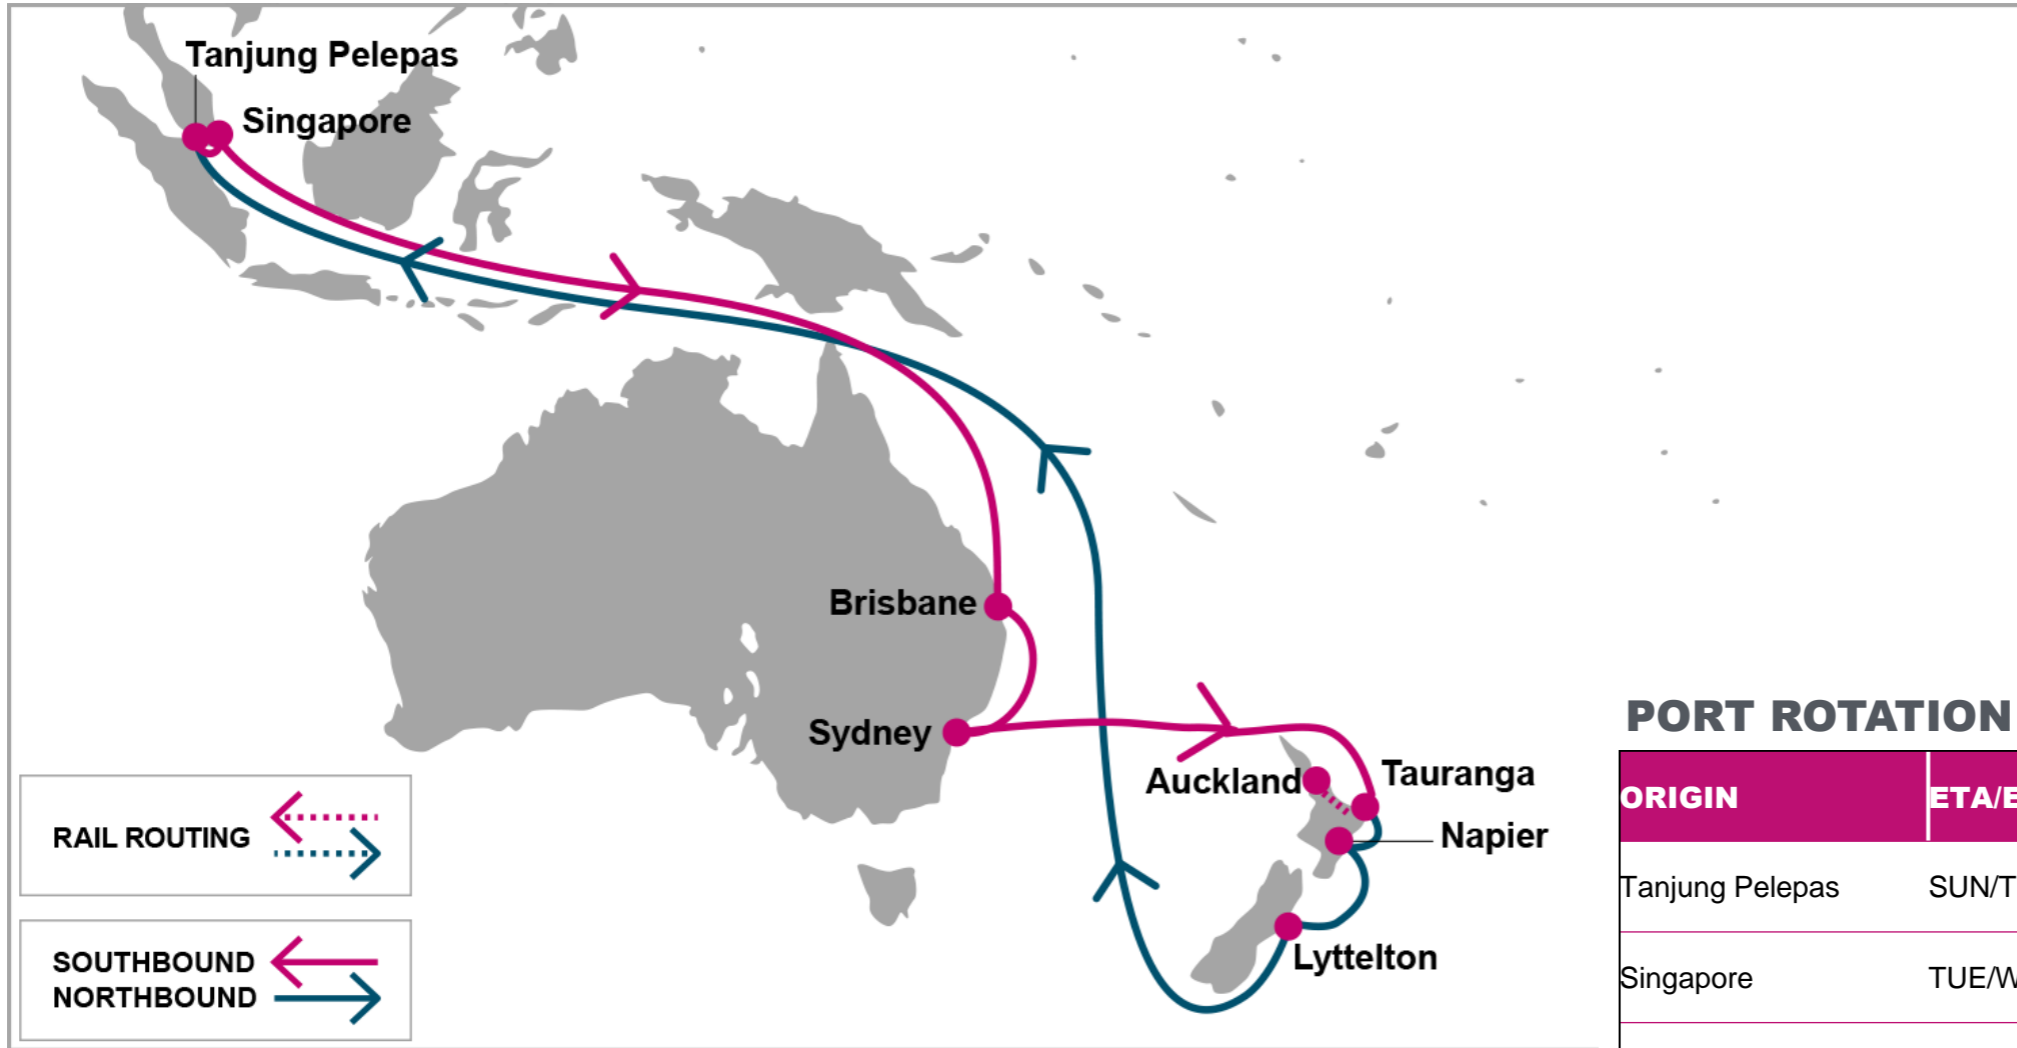 Tanjung Pelepas
Singapore
Brisbane
Sydney
Auckland
Tauranga
Napier
Lyttelton
RAIL ROUTING
SOUTHBOUND
NORTHBOUND
PORT ROTATION
ORIGIN ETA/E
Tanjung Pelepas SUN/T
Singapore TUE/W